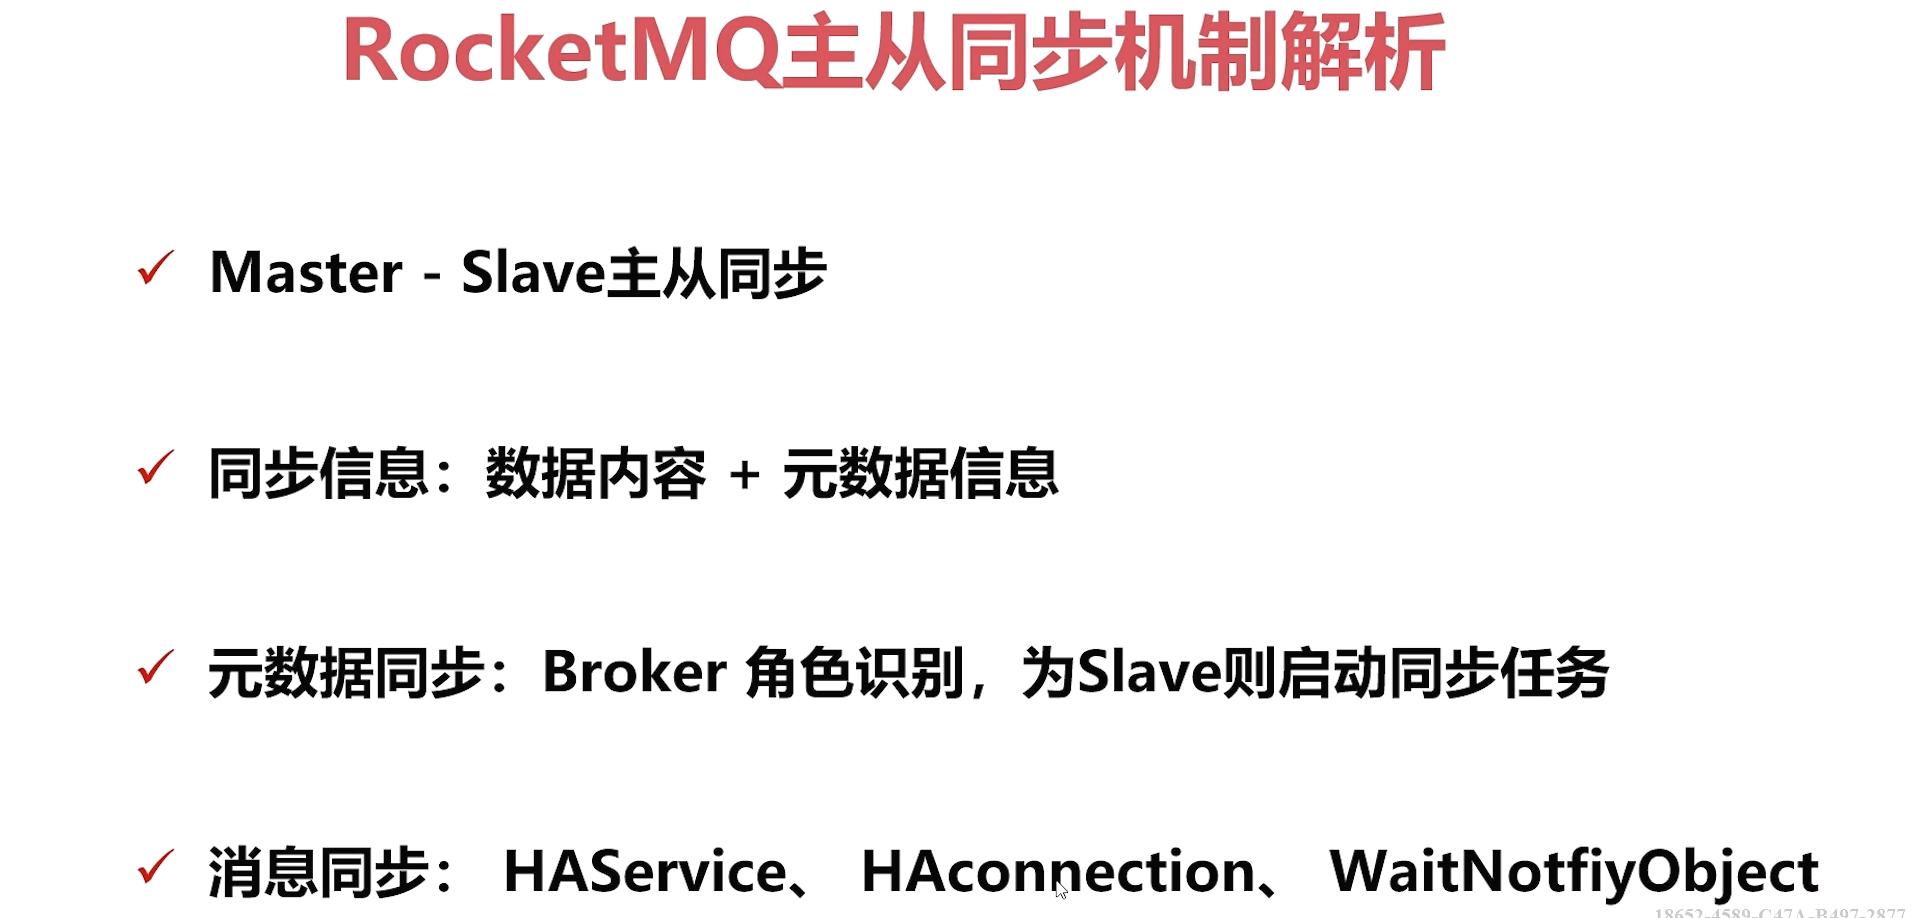 RocketMQ主从同步机制解析
Master - Slave主从同步
同步信息：数据内容 + 元数据信息
元数据同步：Broker 角色识别，为Slave则启动同步任务
消息同步： HAService、 HAconnection、 WaitNotfiyObject
18652-4589-C47A-B497-2877